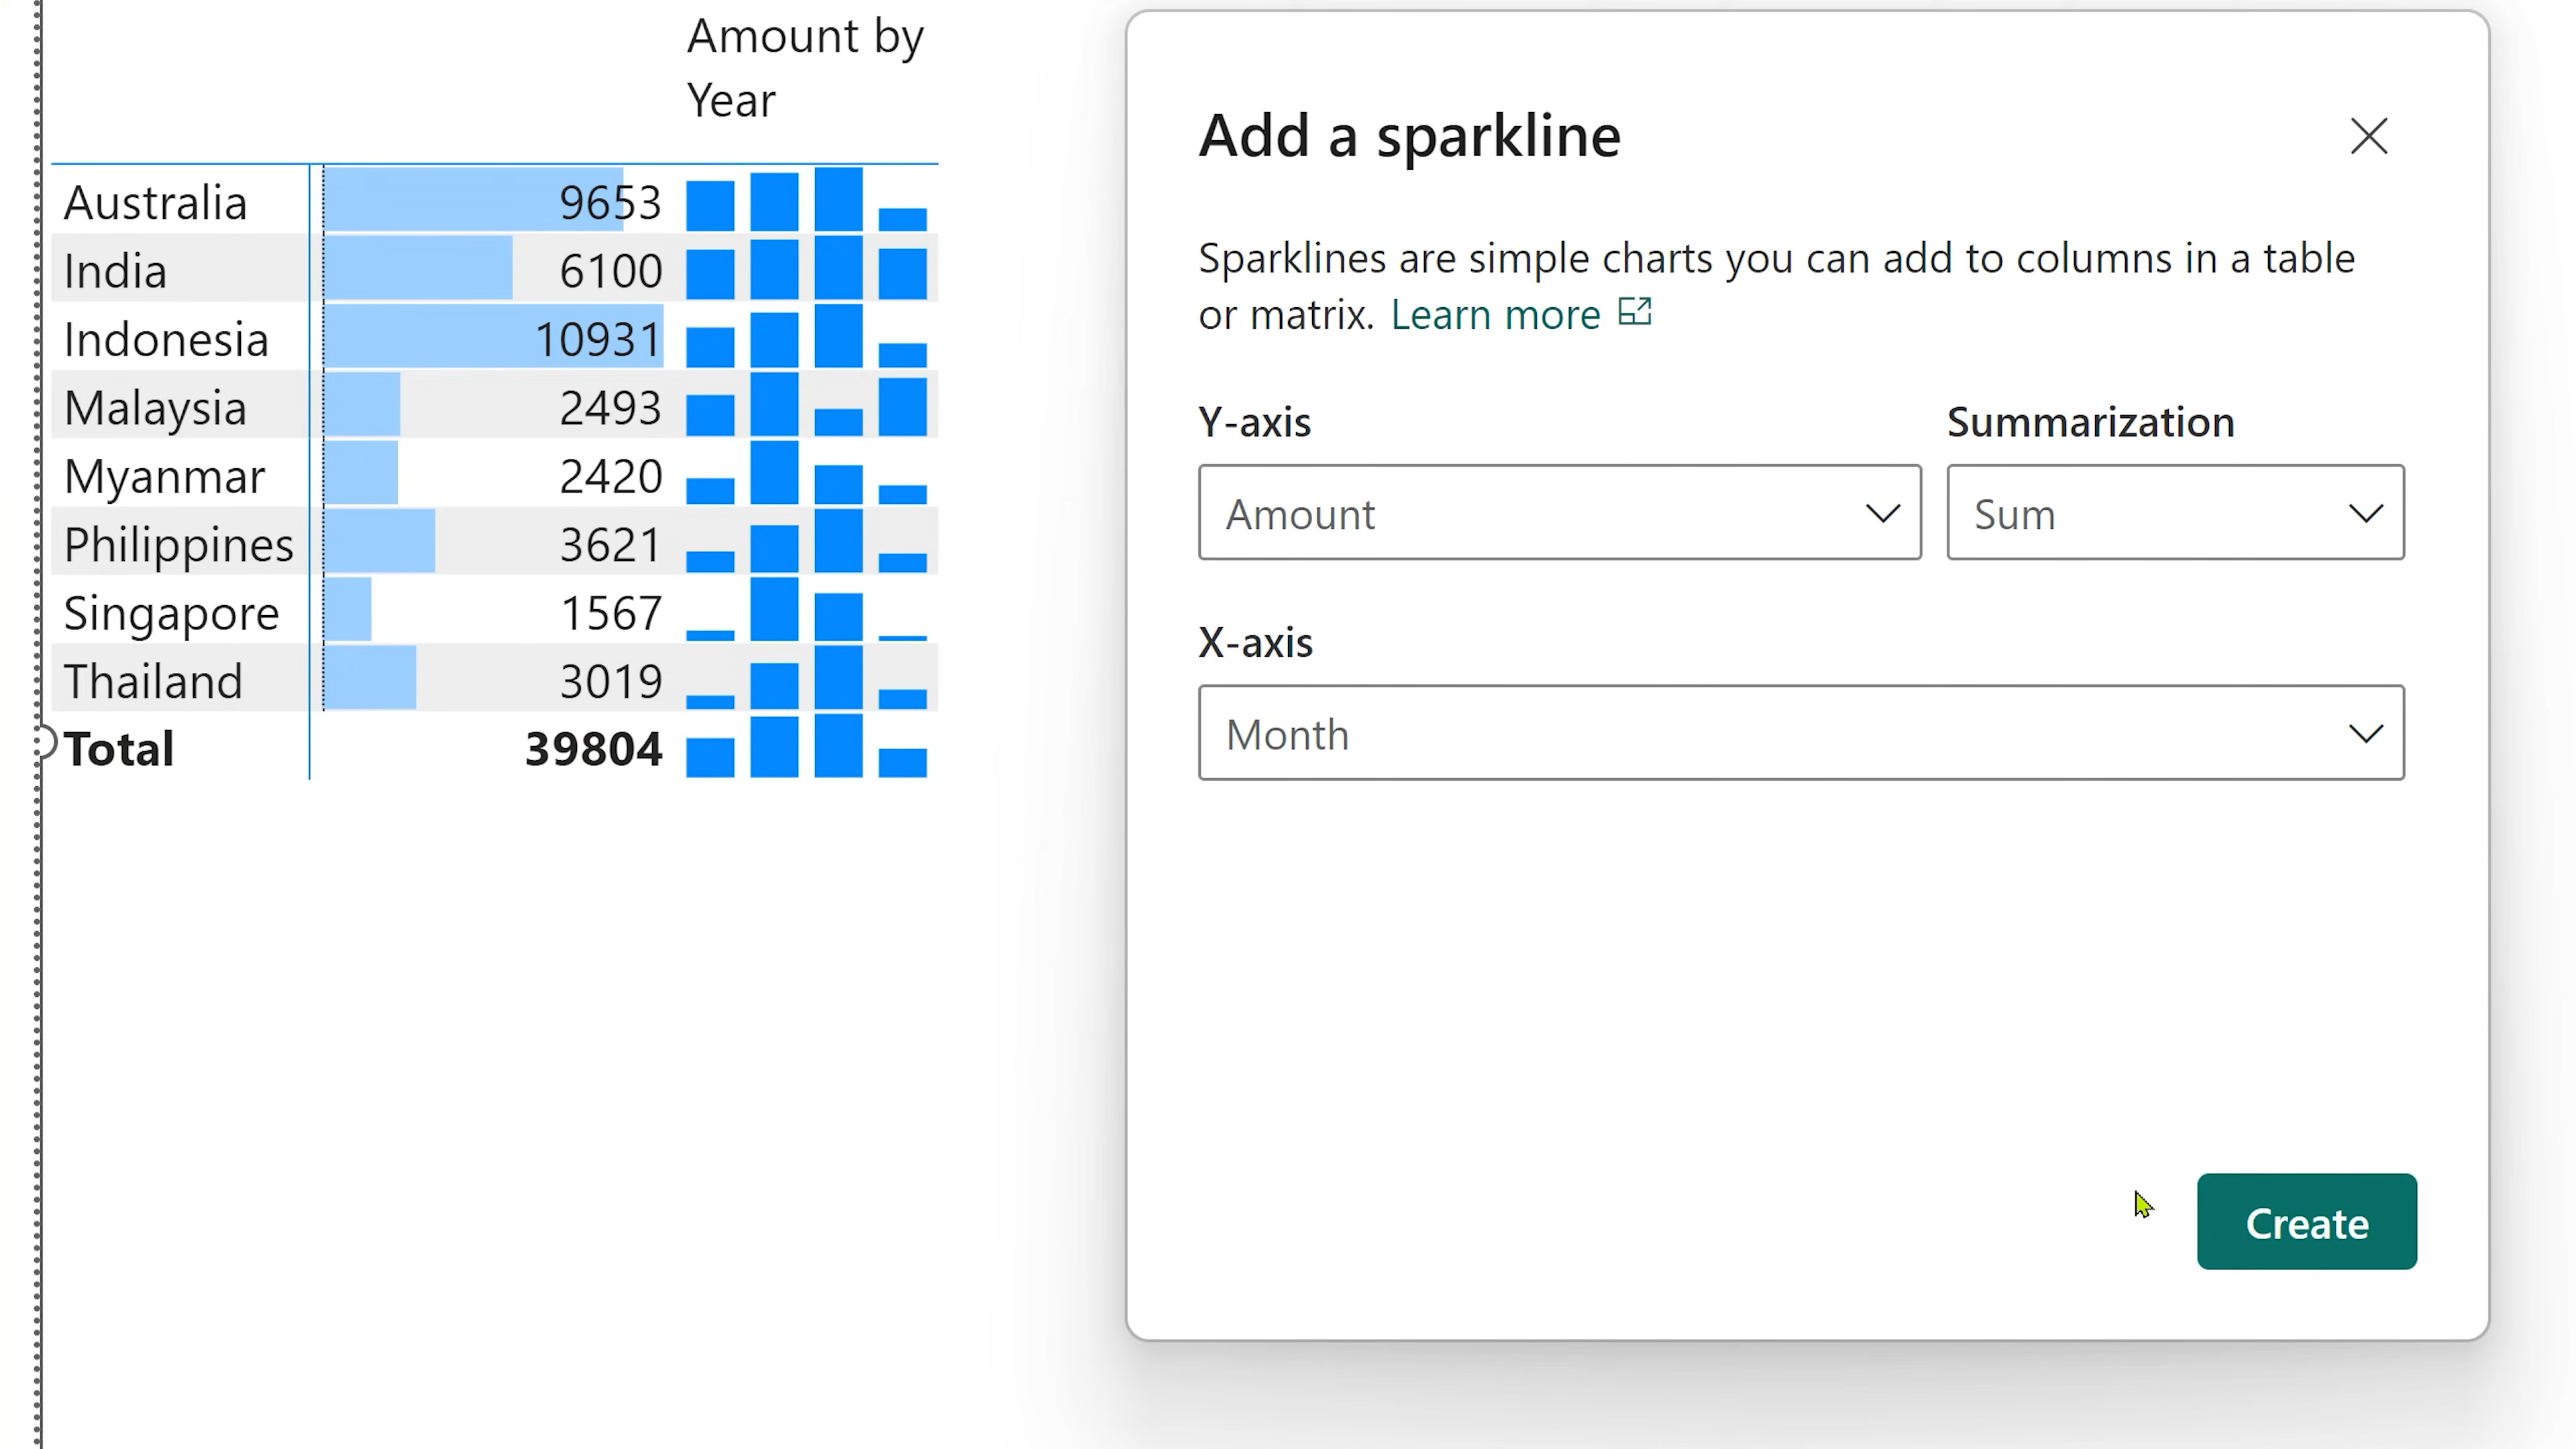 Amount by
Year
Australia 9653
India 6100
Indonesia 10931
Malaysia 2493
Myanmar 2420
Philippines 3621
Singapore 1567
Thailand 3019
Total 39804
Add a sparkline
Sparklines are simple charts you can add to columns in a table
or matrix. Learn more
Y-axis Summarization
Amount Sum
X-axis
Month
Create